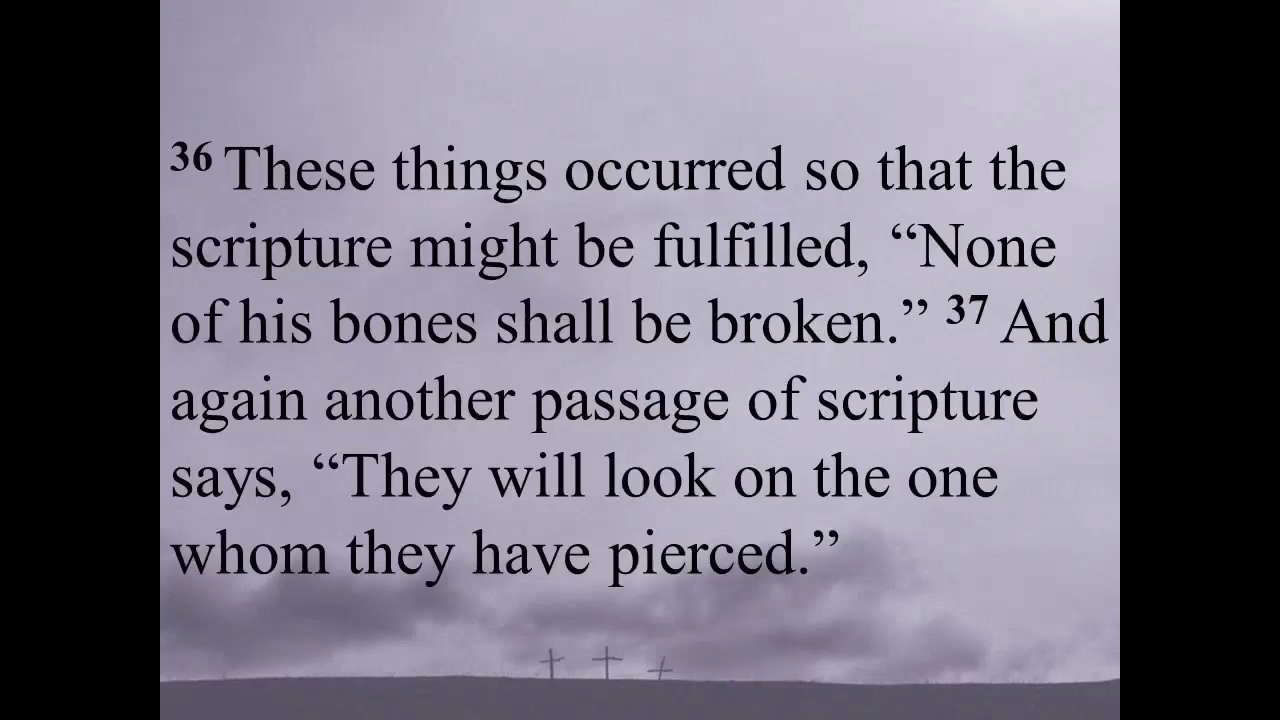 36 These things occurred so that the
scripture might be fulfilled, “None
of his bones shall be broken.” 37 And
again another passage of scripture
says, “They will look on the one
whom they have pierced.”